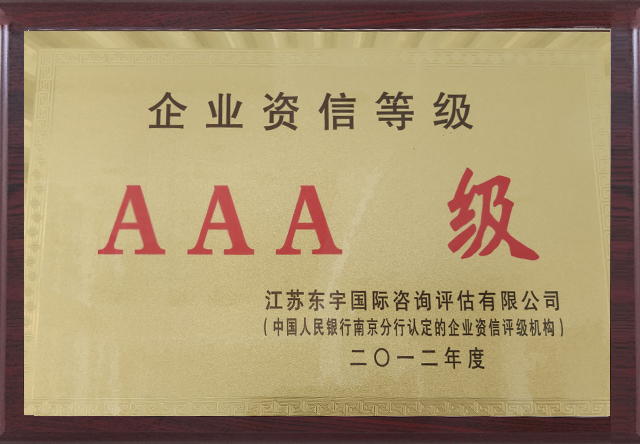 企业资信等级
AAA 级
江苏东宇国际咨询评估有限公司
(中国人民银行南京分行认定的企业资信评级机构)
二〇一二年度